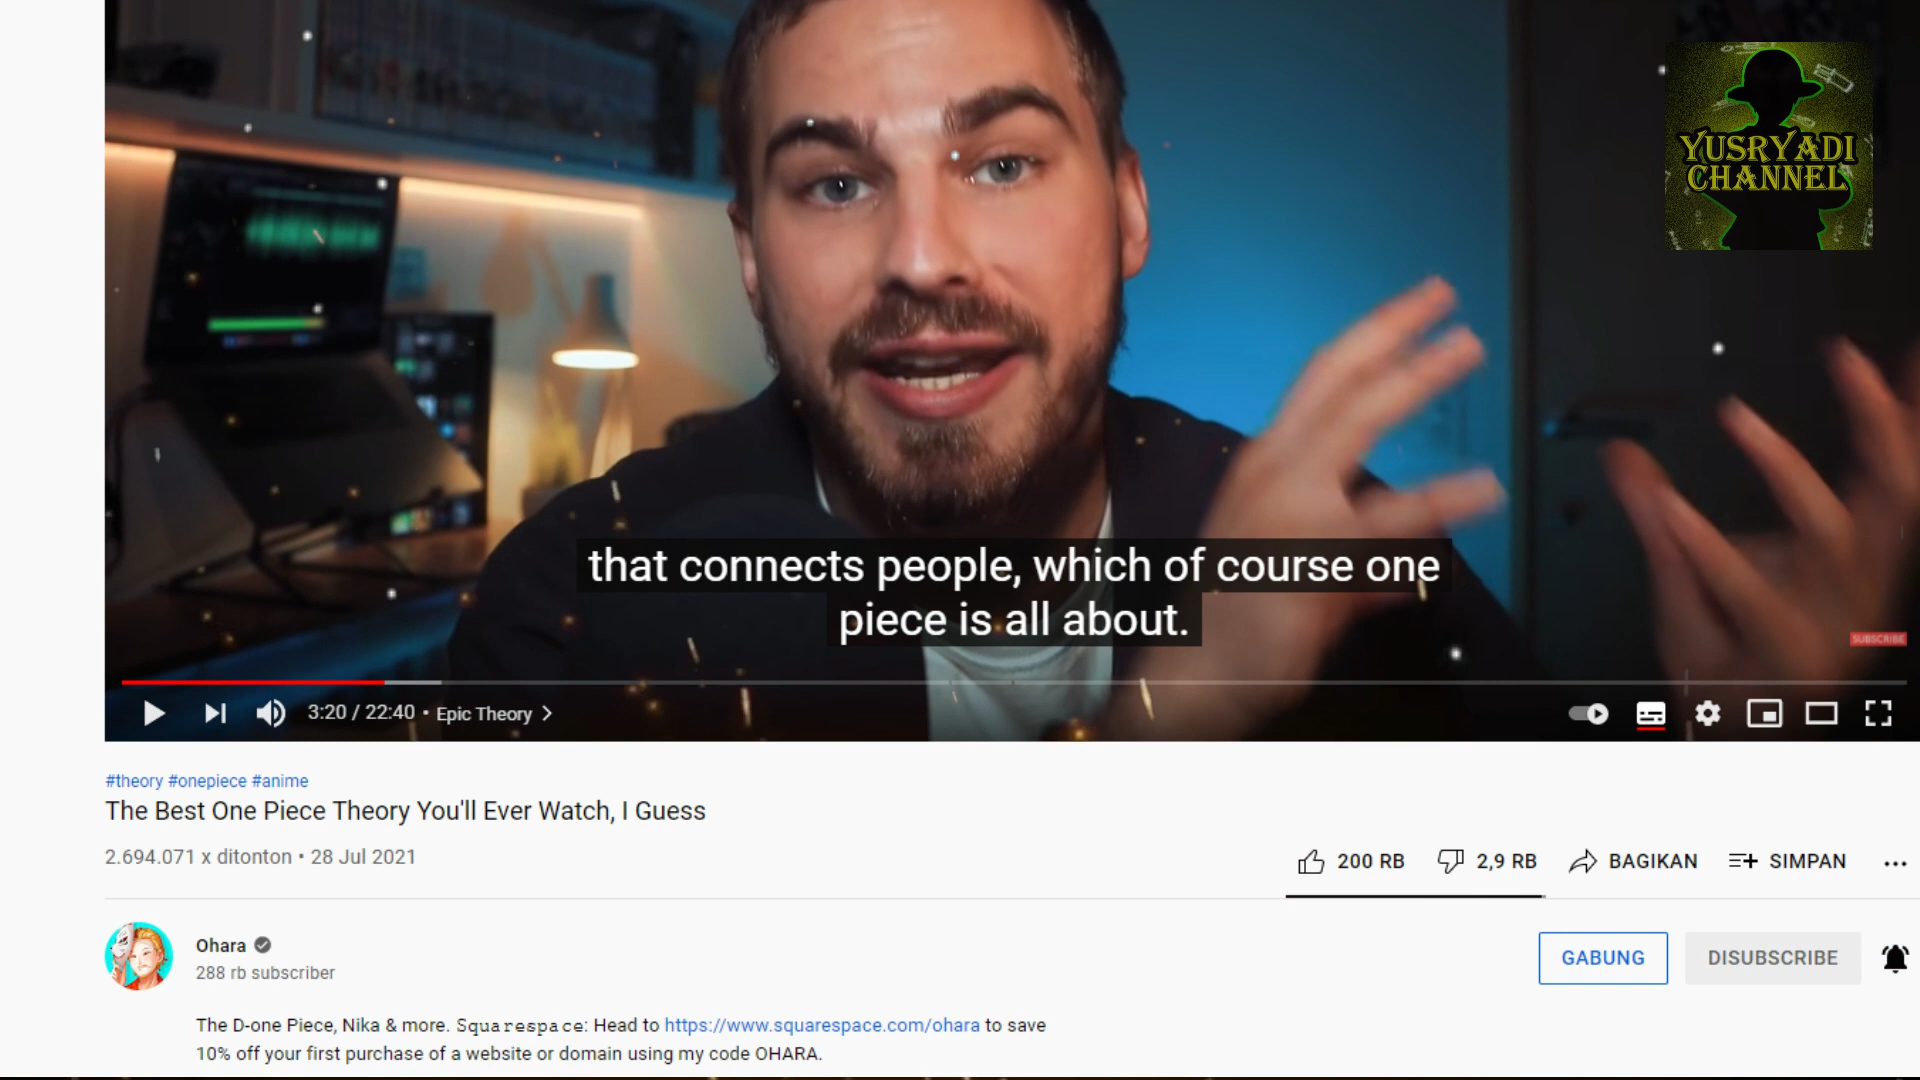 YUSRYADI
CHANNEL
that connects people, which of course one
piece is all about.
SUBSCRIBE
3:20 / 22:40 • Epic Theory >
#theory #onepiece #anime
The Best One Piece Theory You'll Ever Watch, I Guess
2.694.071 x ditonton • 28 Jul 2021
200 RB 2,9 RB BAGIKAN SIMPAN ...
Ohara
288 rb subscriber
GABUNG DISUBSCRIBE
The D-one Piece, Nika & more. Squarespace: Head to https://www.squarespace.com/ohara to save
10% off your first purchase of a website or domain using my code OHARA.